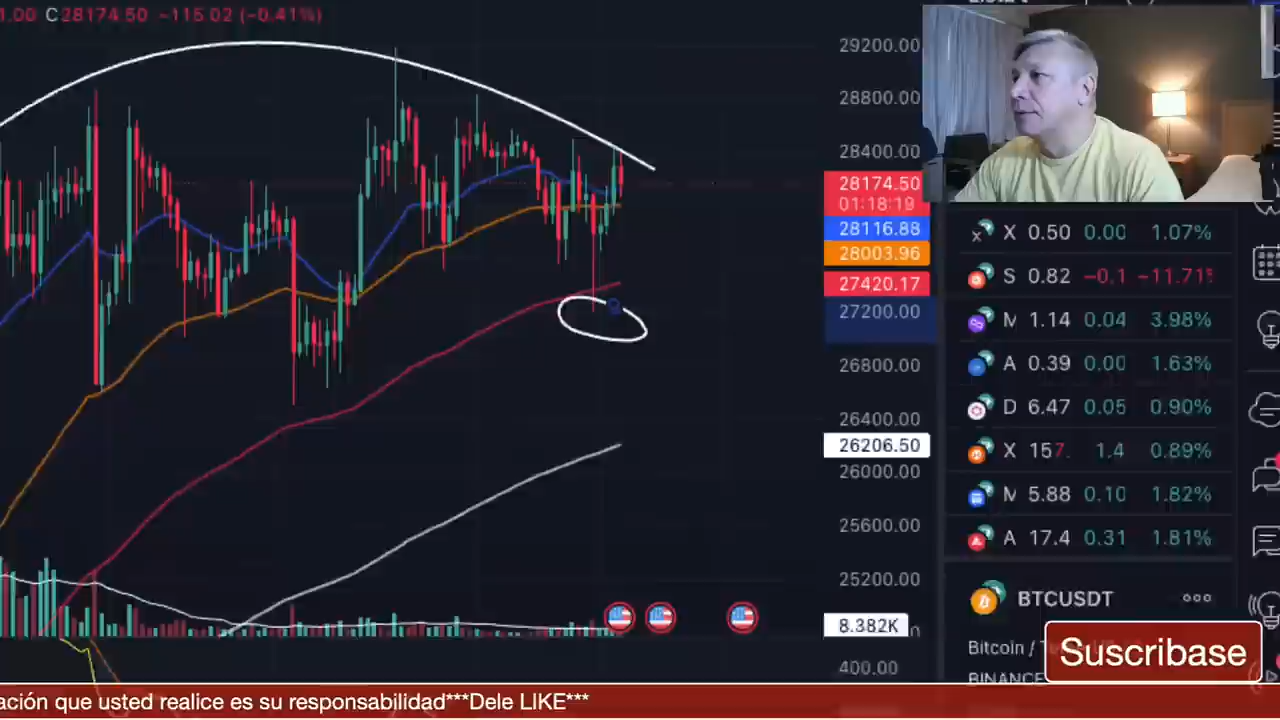 1.00 C28174.50 −115.02 (−0.41%)
29200.00
28800.00
28400.00
28174.50
01:18:19
28116.88
28003.96
27420.17
27200.00
26800.00
26400.00
26206.50
26000.00
25600.00
25200.00
8.382K
400.00
X 0.50 0.00 1.07%
S 0.82 −0.1 −11.71%
M 1.14 0.04 3.98%
A 0.39 0.00 1.63%
D 6.47 0.05 0.90%
X 157. 1.4 0.89%
M 5.88 0.10 1.82%
A 17.4 0.31 1.81%
BTCUSDT
Bitcoin /
BINANCE
Suscribase
ación que usted realice es su responsabilidad***Dele LIKE***